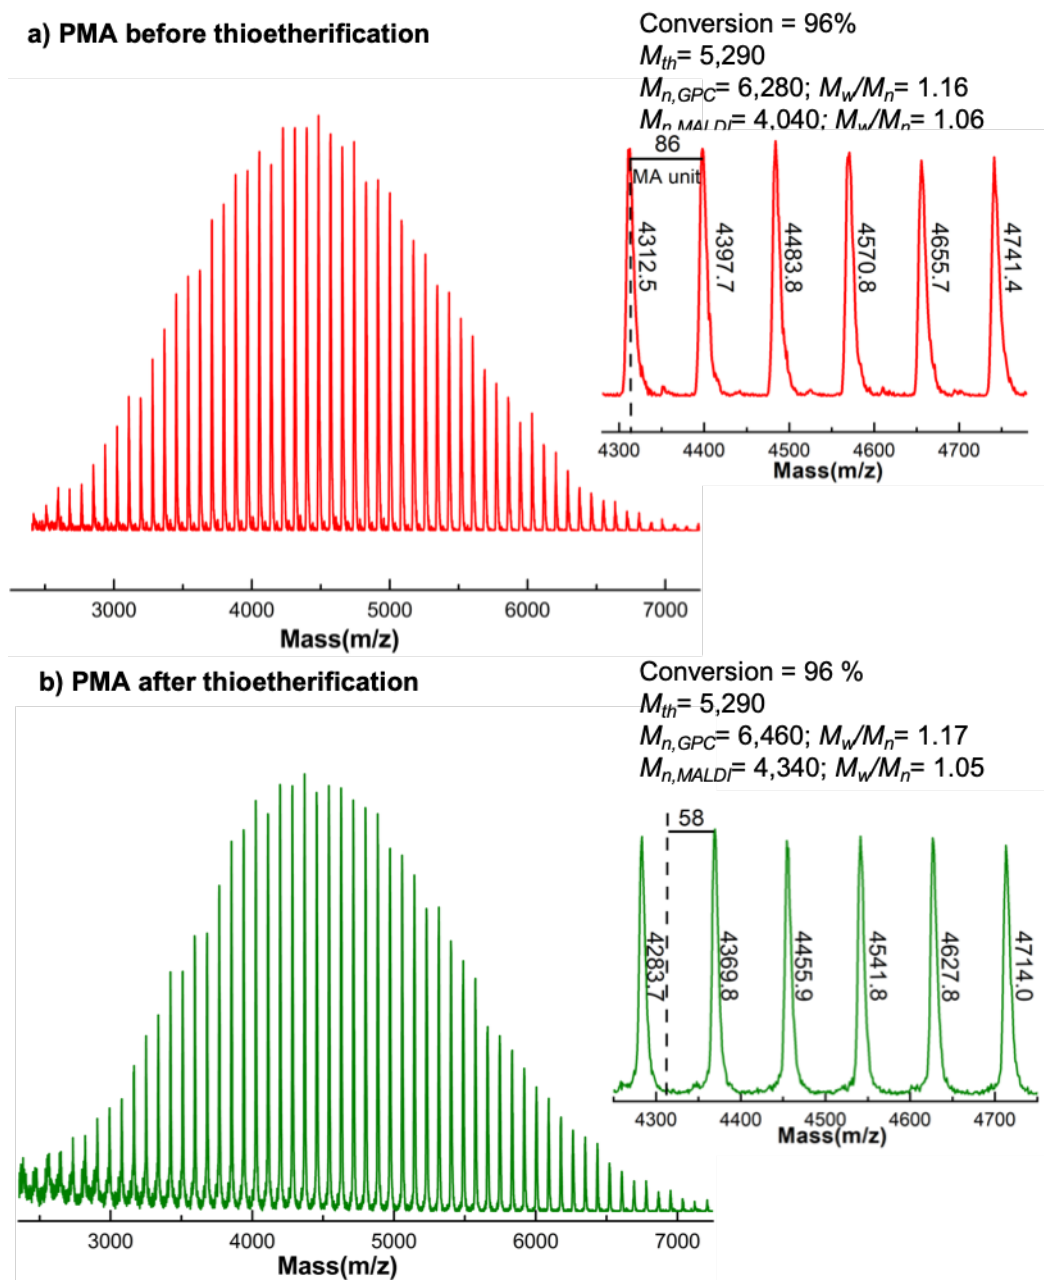 a) PMA before thioetherification
Conversion = 96%
Mth= 5,290
Mn,GPC= 6,280; Mw/Mn= 1.16
Mn,MALDI= 4,040; Mw/Mn= 1.06
86
MA unit
4312.5
4397.7
4483.8
4570.8
4655.7
4741.4
4300 4400 4500 4600 4700
Mass(m/z)
3000 4000 5000 6000 7000
Mass(m/z)
b) PMA after thioetherification
Conversion = 96 %
Mth= 5,290
Mn,GPC= 6,460; Mw/Mn= 1.17
Mn,MALDI= 4,340; Mw/Mn= 1.05
58
4283.7
4369.8
4455.9
4541.8
4627.8
4714.0
4300 4400 4500 4600 4700
Mass(m/z)
3000 4000 5000 6000 7000
Mass(m/z)